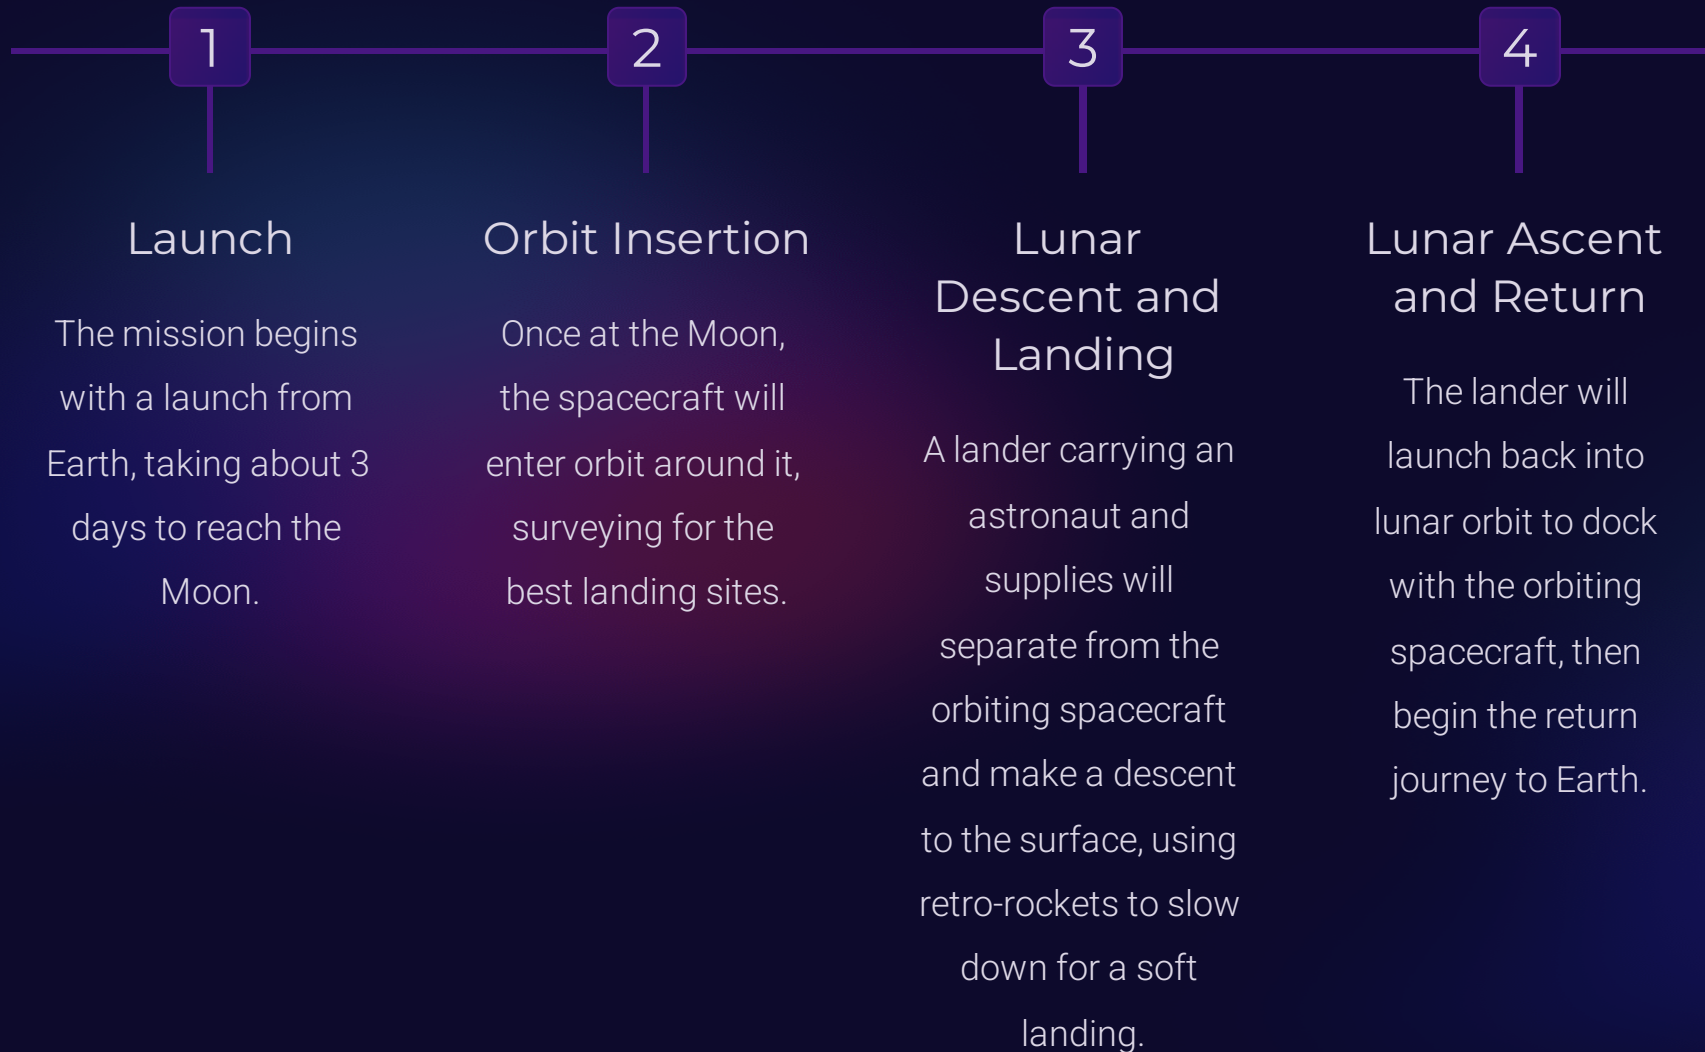 1
Launch
The mission begins
with a launch from
Earth, taking about 3
days to reach the
Moon.
2
Orbit Insertion
Once at the Moon,
the spacecraft will
enter orbit around it,
surveying for the
best landing sites.
3
Lunar
Descent and
Landing
A lander carrying an
astronaut and
supplies will
separate from the
orbiting spacecraft
and make a descent
to the surface, using
retro-rockets to slow
down for a soft
landing.
4
Lunar Ascent
and Return
The lander will
launch back into
lunar orbit to dock
with the orbiting
spacecraft, then
begin the return
journey to Earth.